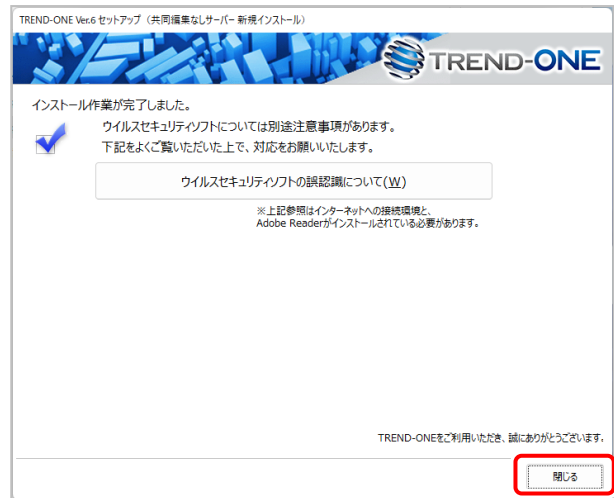 TREND-ONE Ver.6 セットアップ（共同編集なしサーバー 新規インストール）
TREND-ONE
インストール作業が完了しました。
ウイルスセキュリティソフトについては別途注意事項があります。
下記をよくご覧いただいた上で、対応をお願いいたします。
ウイルスセキュリティソフトの誤認識について(W)
※上記参照はインターネットへの接続環境と、
Adobe Readerがインストールされている必要があります。
TREND-ONEをご利用いただき、誠にありがとうございます。
閉じる